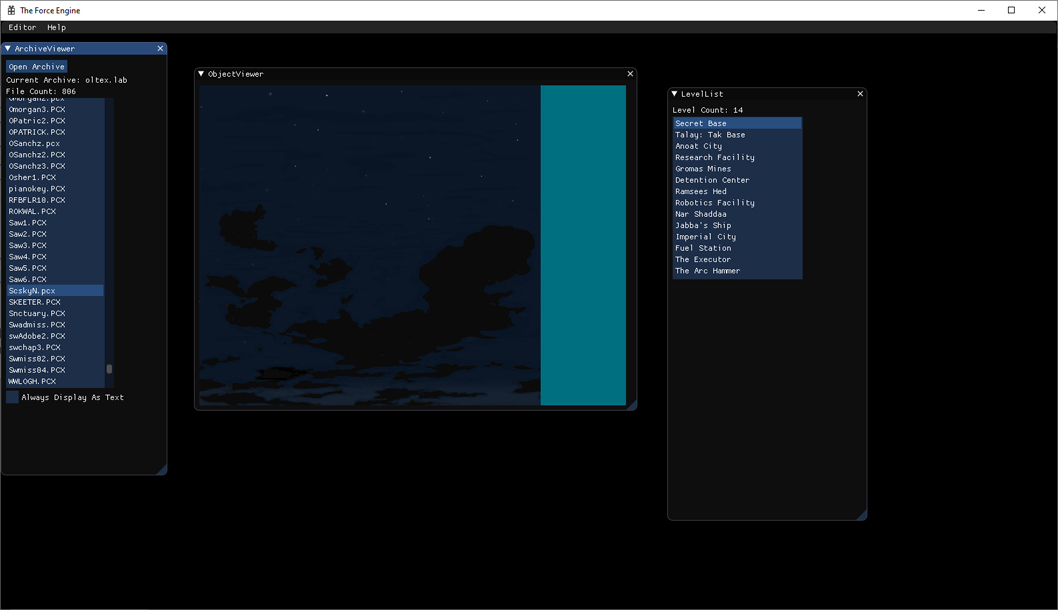 The Force Engine
Editor Help
ArchiveViewer
Open Archive
Current Archive: oltex.lab
File Count: 806
Omorgan2.pcx
Omorgan3.PCX
OPatric2.PCX
OPATRICK.PCX
OSanchz.pcx
OSanchz2.PCX
OSanchz3.PCX
Osher1.PCX
pianokey.PCX
RFBFLR10.PCX
ROKWAL.PCX
Saw1.PCX
Saw2.PCX
Saw3.PCX
Saw4.PCX
Saw5.PCX
Saw6.PCX
ScskyN.pcx
SKEETER.PCX
Snctuary.PCX
Swadmiss.PCX
swAdobe2.PCX
swchap3.PCX
Swmiss02.PCX
Swmiss04.PCX
WWLOGH.PCX
Always Display As Text
ObjectViewer
LevelList
Level Count: 14
Secret Base
Talay: Tak Base
Anoat City
Research Facility
Gromas Mines
Detention Center
Ramsees Hed
Robotics Facility
Nar Shaddaa
Jabba's Ship
Imperial City
Fuel Station
The Executor
The Arc Hammer